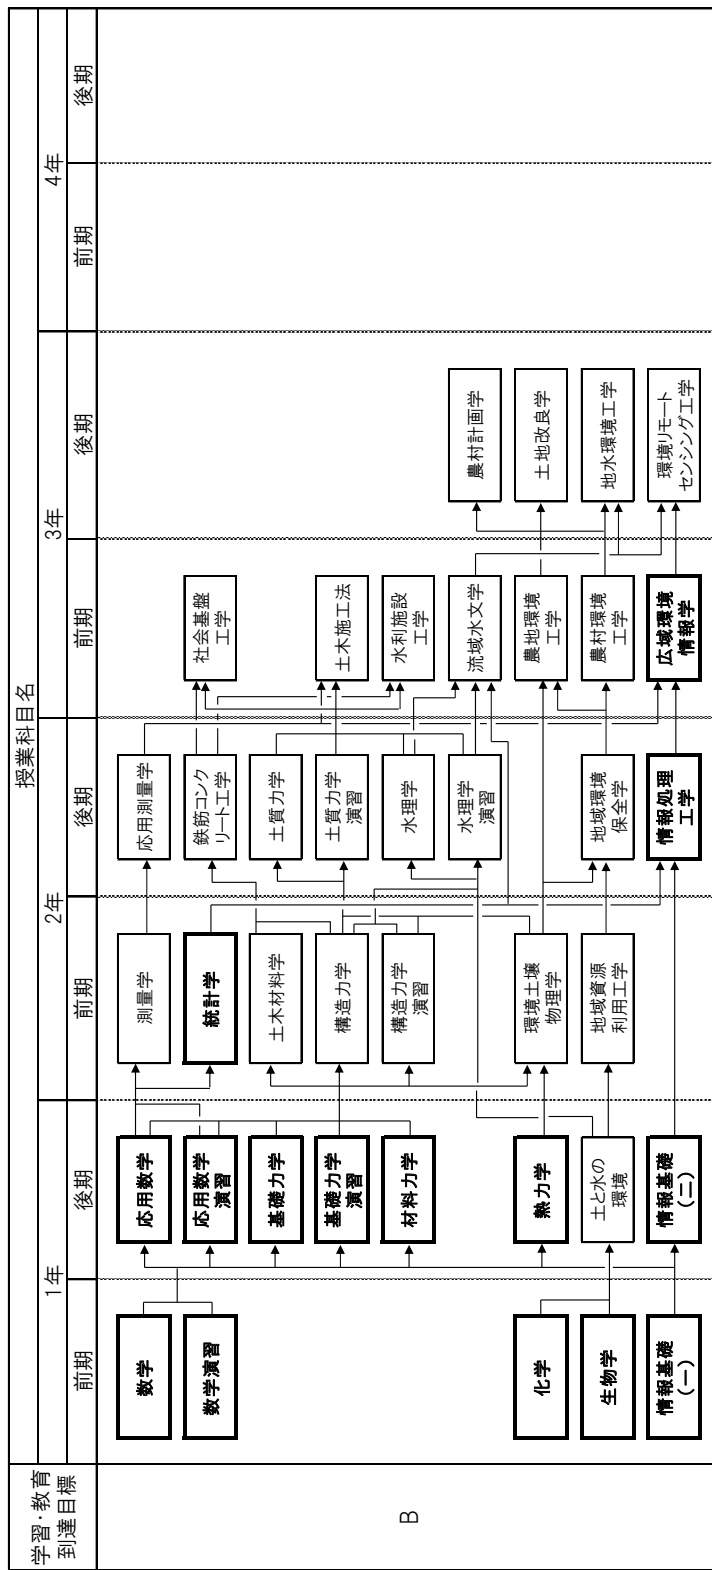 学習・教育
到達目標
授業科目名
1年
2年
3年
4年
前期
後期
前期
後期
前期
後期
前期
後期
B
数学
数学演習
化学
生物学
情報基礎
(一)
応用数学
応用数学
演習
基礎力学
基礎力学
演習
材料力学
熱力学
土と水の
環境
情報基礎
(二)
測量学
統計学
土木材料学
構造力学
構造力学
演習
環境土壌
物理学
地域資源
利用工学
応用測量学
鉄筋コンク
リート工学
土質力学
土質力学
演習
水理学
水理学
演習
地域環境
保全学
情報処理
工学
社会基盤
工学
土木施工法
水利施設
工学
流域水文学
農地環境
工学
農村環境
工学
広域環境
情報学
農村計画学
土地改良学
地水環境工学
環境リモート
センシング工学